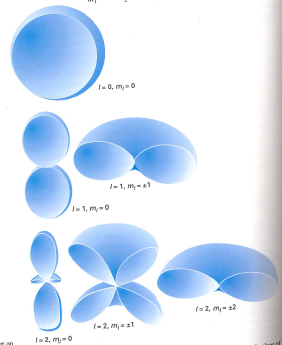 l = 0, m_l = 0
l = 1, m_l = ±1
l = 1, m_l = 0
l = 2, m_l = ±2
l = 2, m_l = ±1
l = 2, m_l = 0